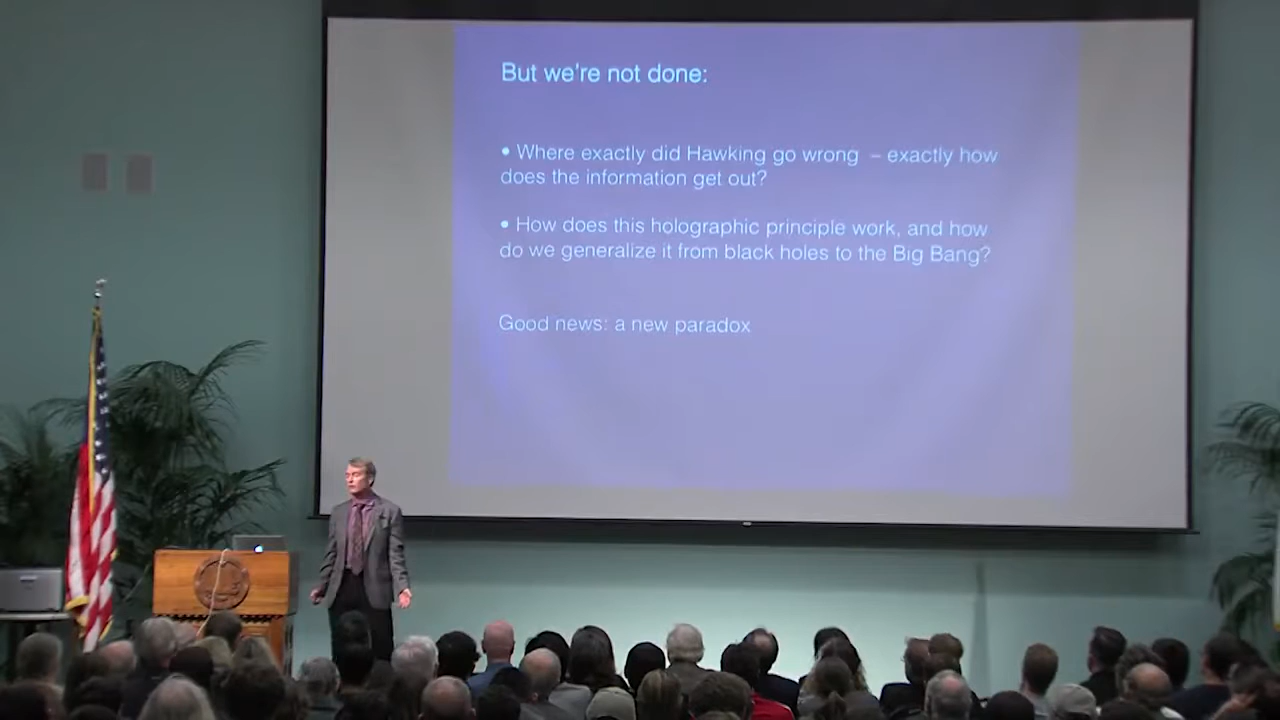 But we're not done:
• Where exactly did Hawking go wrong – exactly how
does the information get out?
• How does this holographic principle work, and how
do we generalize it from black holes to the Big Bang?
Good news: a new paradox